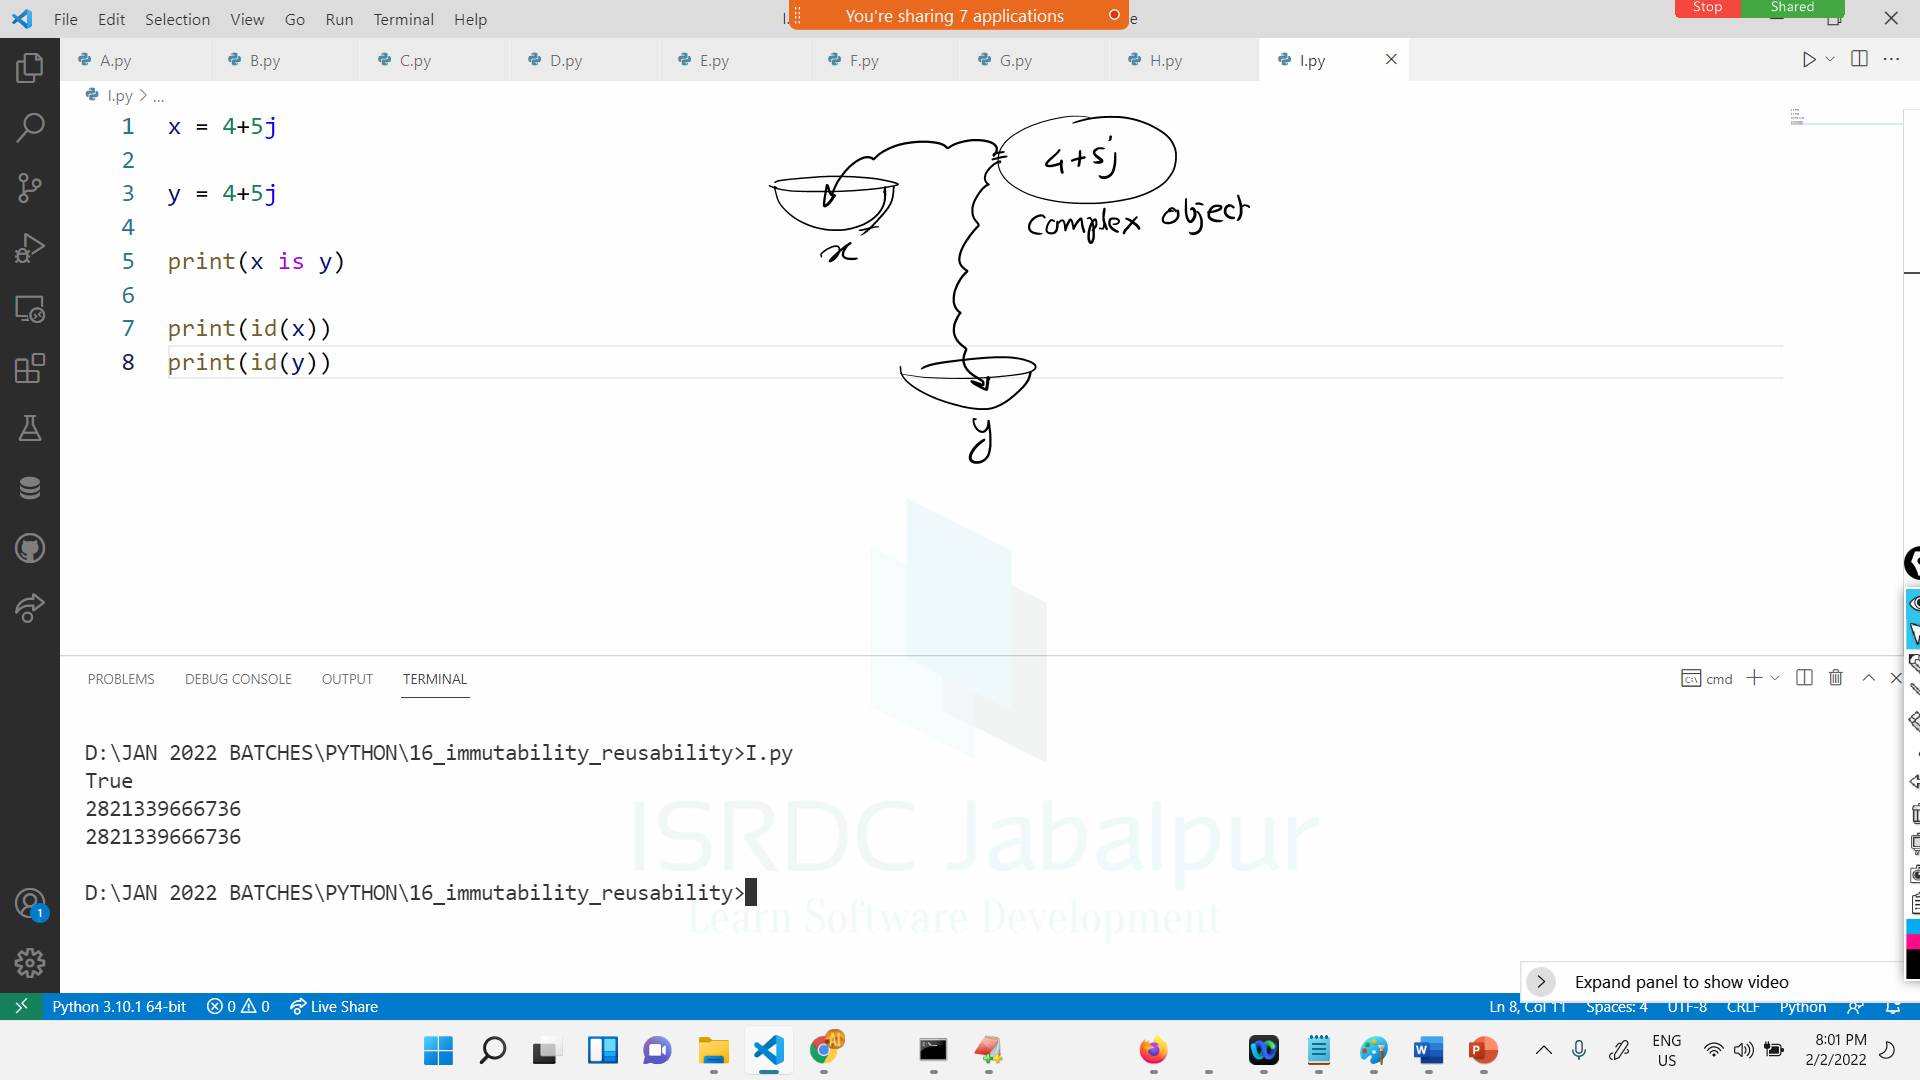 File Edit Selection View Go Run Terminal Help
You're sharing 7 applications
Stop Shared
A.py B.py C.py D.py E.py F.py G.py H.py I.py
I.py > ...
1 x = 4+5j
2
3 y = 4+5j
4
5 print(x is y)
6
7 print(id(x))
8 print(id(y))
4+5j
complex object
x
y
PROBLEMS DEBUG CONSOLE OUTPUT TERMINAL
cmd
D:\JAN 2022 BATCHES\PYTHON\16_immutability_reusability>I.py
True
2821339666736
2821339666736
D:\JAN 2022 BATCHES\PYTHON\16_immutability_reusability>
ISRDC Jabalpur
Learn Software Development
Expand panel to show video
1
Python 3.10.1 64-bit 0 0 Live Share Ln 8, Col 11 Spaces: 4 UTF-8 CRLF Python
ENG
US
8:01 PM
2/2/2022